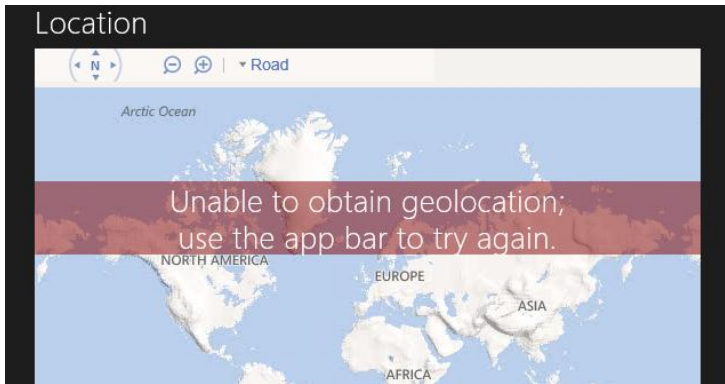 Location
N
Road
Arctic Ocean
Unable to obtain geolocation;
use the app bar to try again.
NORTH AMERICA
EUROPE
ASIA
AFRICA